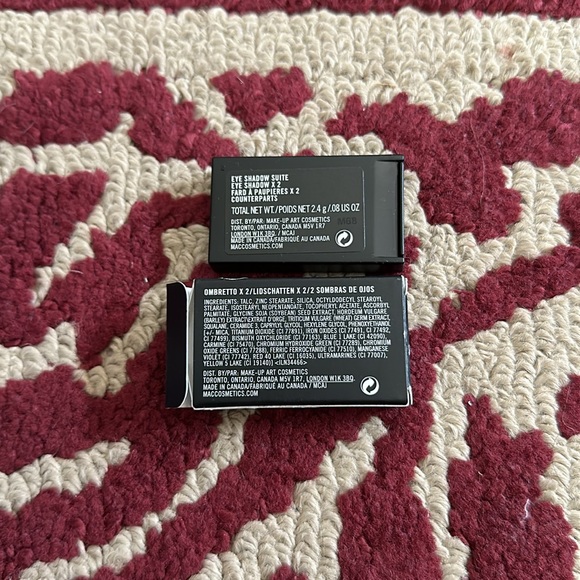 EYE SHADOW SUITE
EYE SHADOW X 2
FARD À PAUPIÈRES X 2
COUNTERPARTS
TOTAL NET WT./POIDS NET 2.4 g/.08 US OZ
DIST. BY/PAR: MAKE-UP ART COSMETICS
TORONTO, ONTARIO, CANADA M5V 1R7
LONDON W1K 3BQ. / MCAJ
MADE IN CANADA/FABRIQUÉ AU CANADA
MACCOSMETICS.COM
OMBRETTO X 2/LIDSCHATTEN X 2/2 SOMBRAS DE OJOS
INGREDIENTS: TALC, ZINC STEARATE, SILICA, OCTYLDODECYL STEAROYL
STEARATE, ISOSTEARYL NEOPENTANOATE, TOCOPHERYL ACETATE, ASCORBYL
PALMITATE, GLYCINE SOJA (SOYBEAN) SEED EXTRACT, HORDEUM VULGARE
(BARLEY) EXTRACT\EXTRAIT D'ORGE, TRITICUM VULGARE (WHEAT) GERM EXTRACT,
SQUALANE, CERAMIDE 3, CAPRYLYL GLYCOL, HEXYLENE GLYCOL, PHENOXYETHANOL
[+/- MICA, TITANIUM DIOXIDE (CI 77891), IRON OXIDES (CI 77491, CI 77492,
CI 77499), BISMUTH OXYCHLORIDE (CI 77163), BLUE 1 LAKE (CI 42090),
CARMINE (CI 75470), CHROMIUM HYDROXIDE GREEN (CI 77289), CHROMIUM
OXIDE GREENS (CI 77288), FERRIC FERROCYANIDE (CI 77510), MANGANESE
VIOLET (CI 77742), RED 40 LAKE (CI 16035), ULTRAMARINES (CI 77007),
YELLOW 5 LAKE (CI 19140)] <ILN34466>
DIST. BY/PAR: MAKE-UP ART COSMETICS
TORONTO, ONTARIO, CANADA M5V 1R7, LONDON W1K 3BQ.
MADE IN CANADA/FABRIQUÉ AU CANADA / MCAJ
MACCOSMETICS.COM